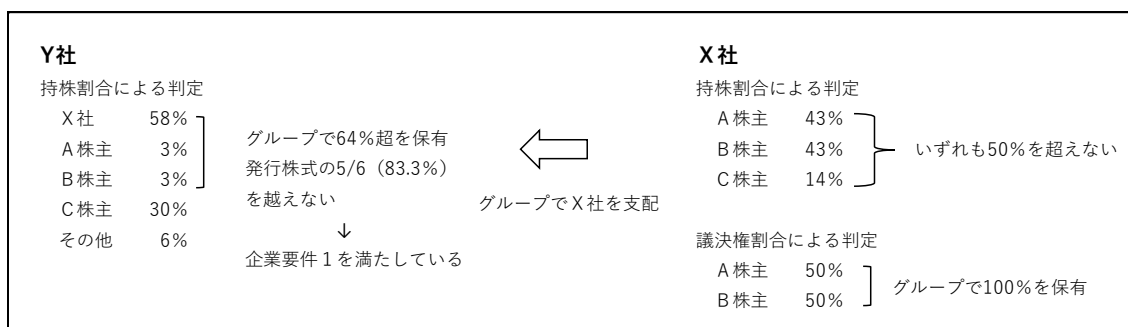 Y社
持株割合による判定
X社 58%
A株主 3%
B株主 3%
C株主 30%
その他 6%
グループで64%超を保有
発行株式の5/6(83.3%)
を越えない
↓
企業要件1を満たしている
グループでX社を支配
X社
持株割合による判定
A株主 43%
B株主 43%
C株主 14%
いずれも50%を超えない
議決権割合による判定
A株主 50%
B株主 50%
グループで100%を保有